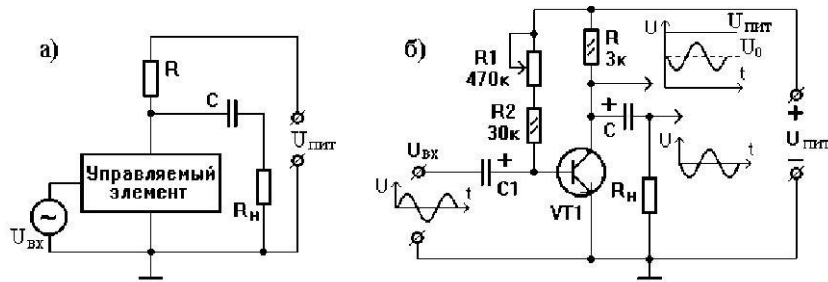 а)
R
C
Uпит
Управляемый
элемент
Rн
Uвх
б)
R1
470к
R2
30к
R
3к
U
Uпит
U0
t
+
C
+
Uпит
−
Uвх
U
t
+
C1
VT1
Rн
U
t